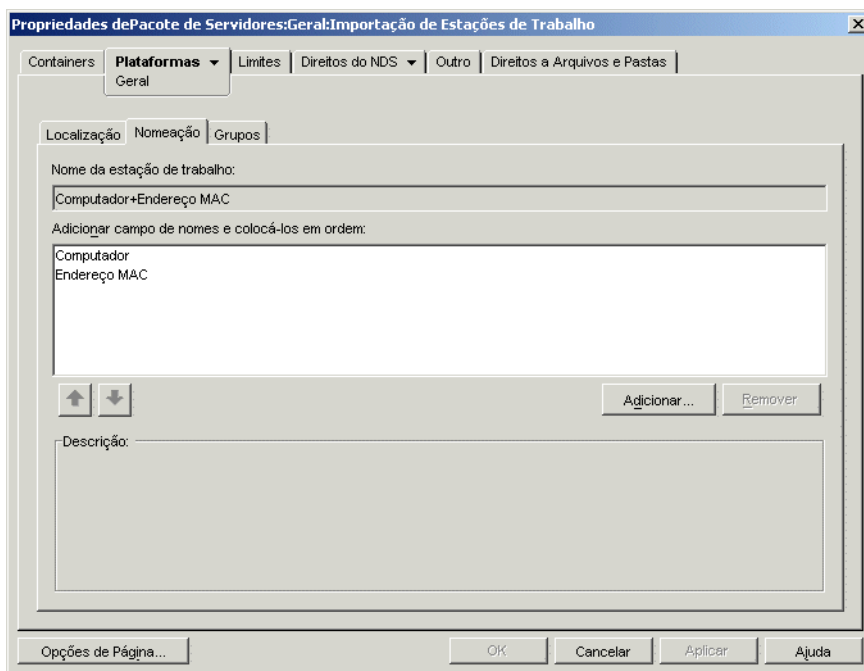 Propriedades dePacote de Servidores:Geral:Importação de Estações de Trabalho
Containers Plataformas Limites Direitos do NDS Outro Direitos a Arquivos e Pastas
Geral
Localização Nomeação Grupos
Nome da estação de trabalho:
Computador+Endereço MAC
Adicionar campo de nomes e colocá-los em ordem:
Computador
Endereço MAC
Adicionar... Remover
Descrição:
Opções de Página... OK Cancelar Aplicar Ajuda